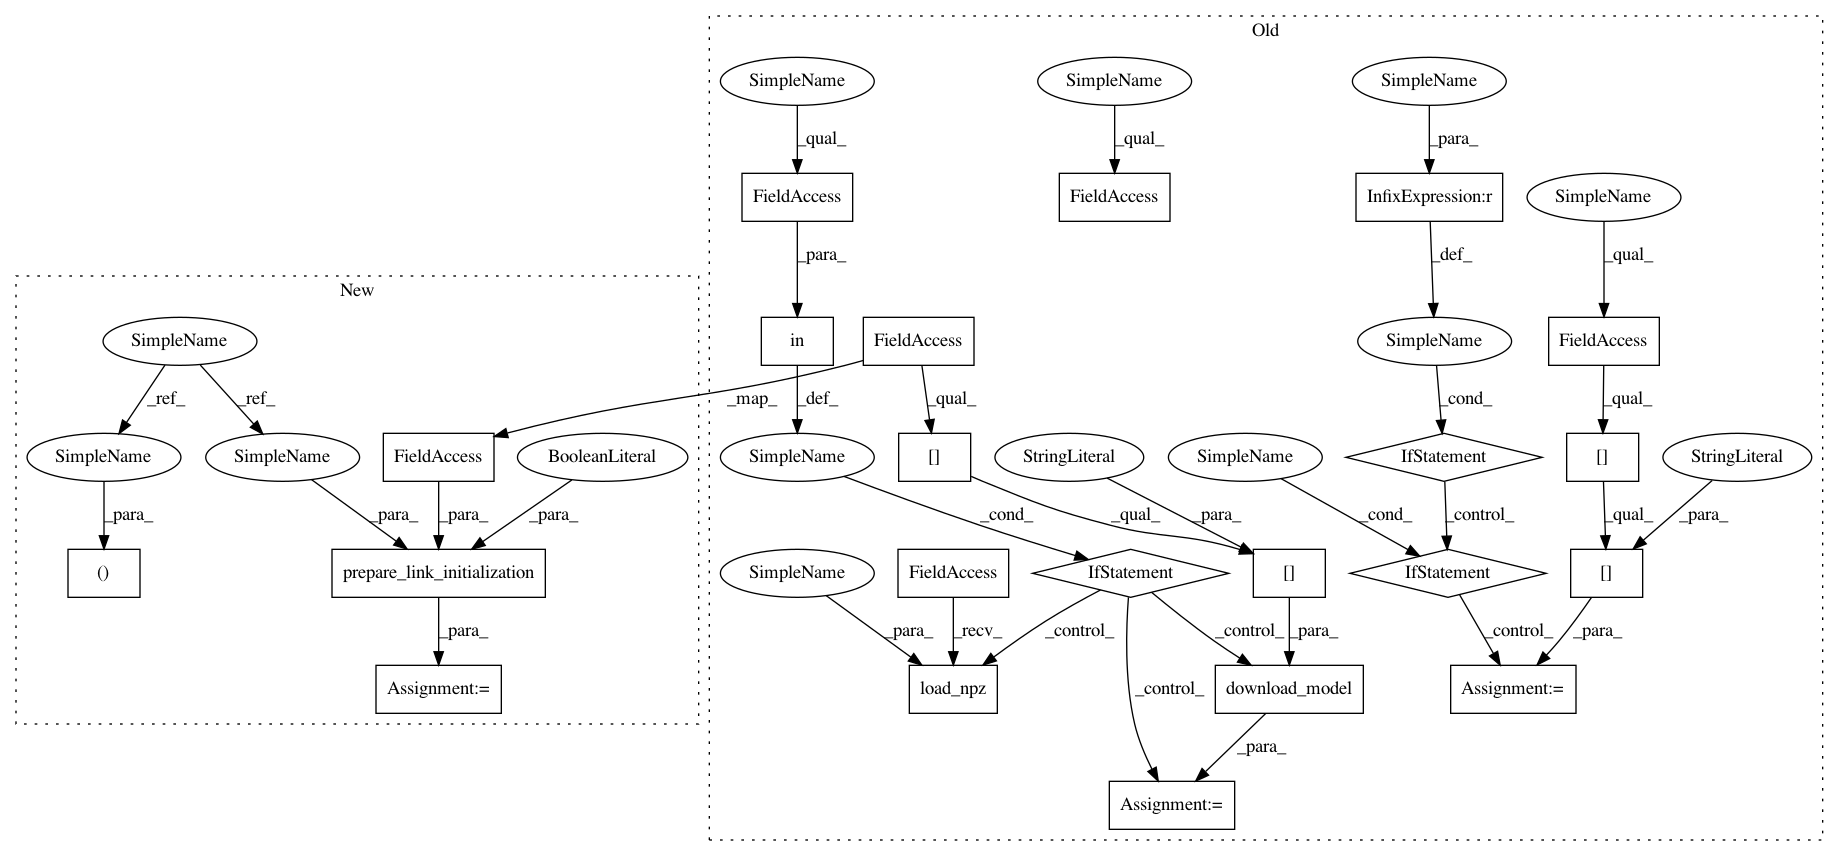 Old
SimpleName
SimpleName
SimpleName
_qual_
_qual_
_para_
FieldAccess
FieldAccess
InfixExpression:r
SimpleName
_para_
_def_
_qual_
New
SimpleName
in
FieldAccess
SimpleName
FieldAccess
_ref_
_ref_
_map_
_def_
_qual_
_cond_
_qual_
SimpleName
SimpleName
FieldAccess
BooleanLiteral
SimpleName
[]
StringLiteral
SimpleName
IfStatement
[]
StringLiteral
_para_
_para_
_para_
_para_
_cond_
_qual_
_para_
_cond_
_control_
_qual_
_para_
()
prepare_link_initialization
SimpleName
FieldAccess
IfStatement
[]
IfStatement
[]
_para_
_para_
_recv_
_control_
_control_
_para_
_control_
_para_
Assignment:=
load_npz
_control_
download_model
Assignment:=
_para_
Assignment:=